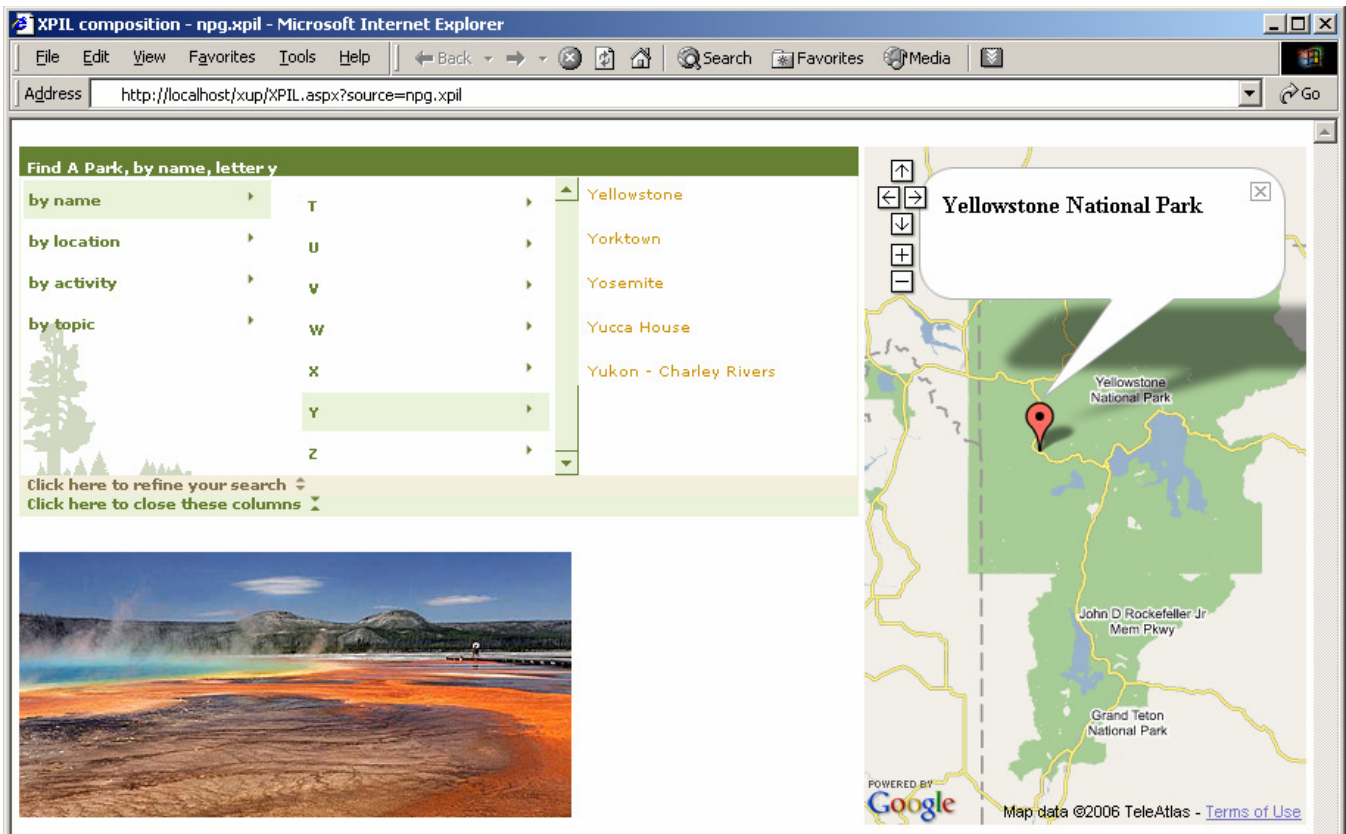 XPIL composition - npg.xpil - Microsoft Internet Explorer
File Edit View Favorites Tools Help Back Search Favorites Media
Address http://localhost/xup/XPIL.aspx?source=npg.xpil Go
Find A Park, by name, letter y
by name
by location
by activity
by topic
T
U
V
W
X
Y
Z
Yellowstone
Yorktown
Yosemite
Yucca House
Yukon - Charley Rivers
Click here to refine your search
Click here to close these columns
Yellowstone National Park
Yellowstone
National Park
John D Rockefeller Jr
Mem Pkwy
Grand Teton
National Park
POWERED BY
Google
Map data ©2006 TeleAtlas - Terms of Use